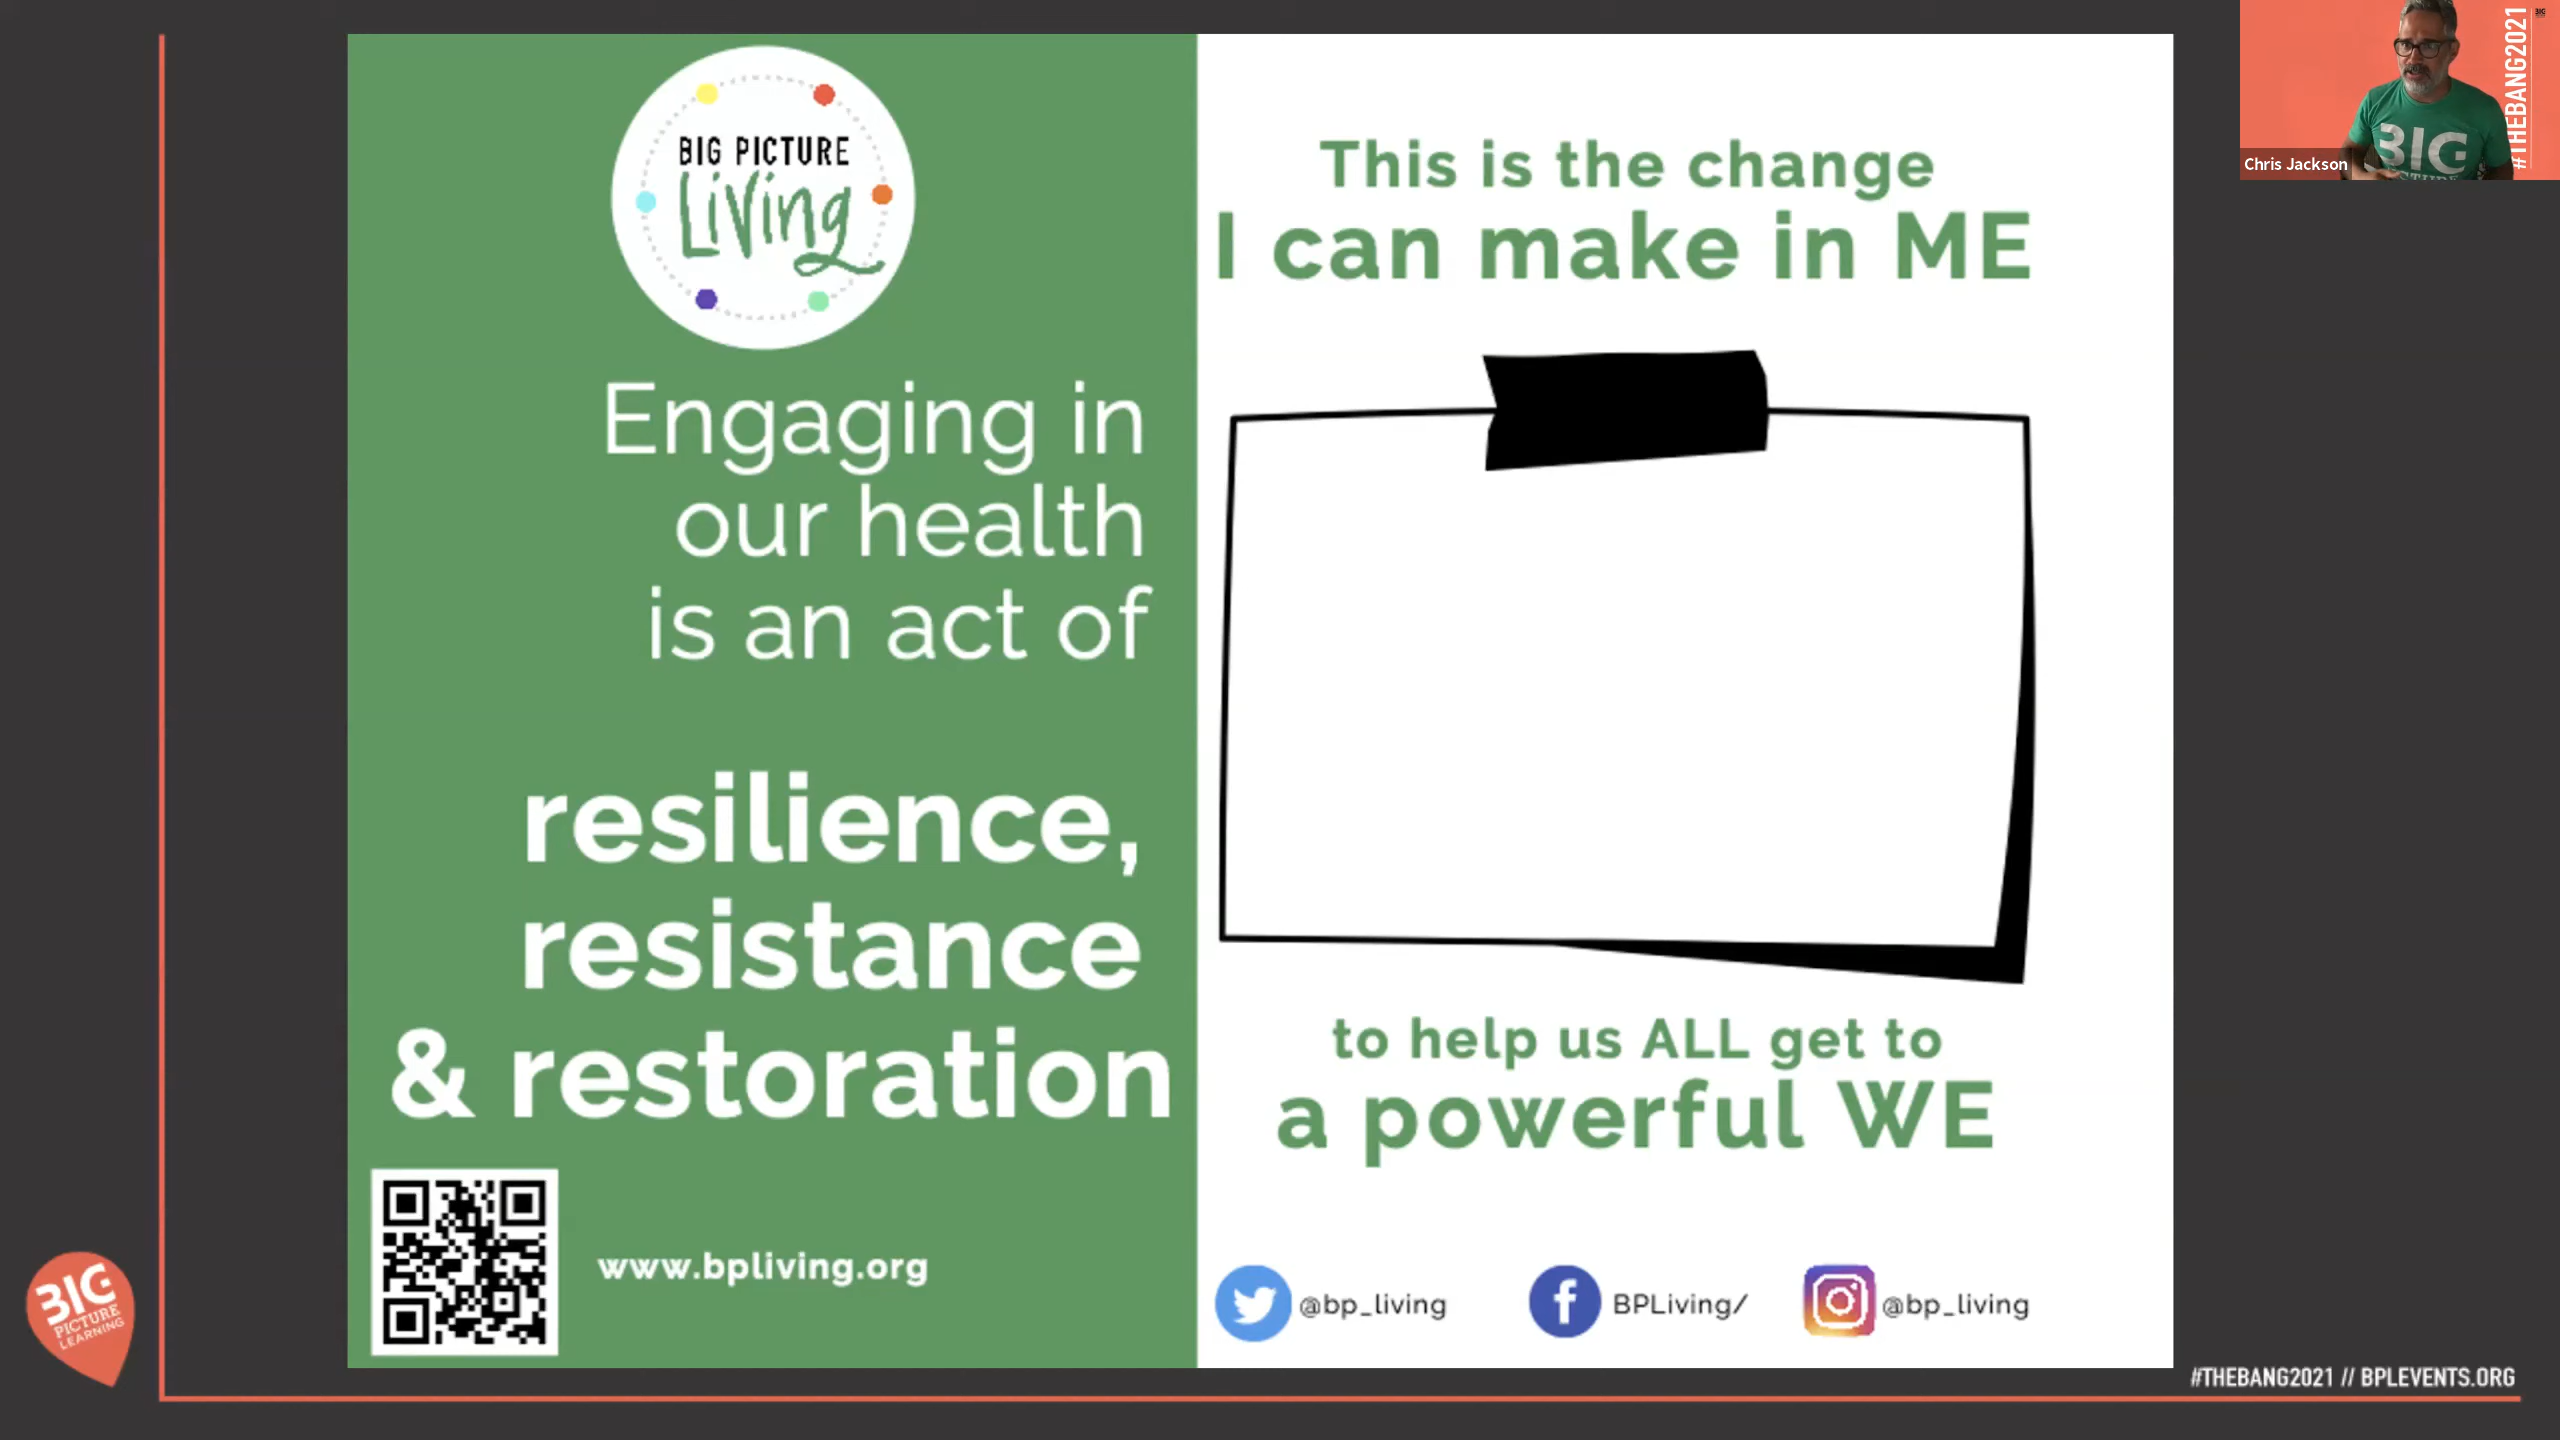 BIG PICTURE
Living
Engaging in
our health
is an act of
resilience,
resistance
& restoration
www.bpliving.org
This is the change
I can make in ME
to help us ALL get to
a powerful WE
@bp_living
BPLiving/
@bp_living
Chris Jackson
BIG
#THEBANG2021
BIG
PICTURE
LEARNING
#THEBANG2021 // BPLEVENTS.ORG